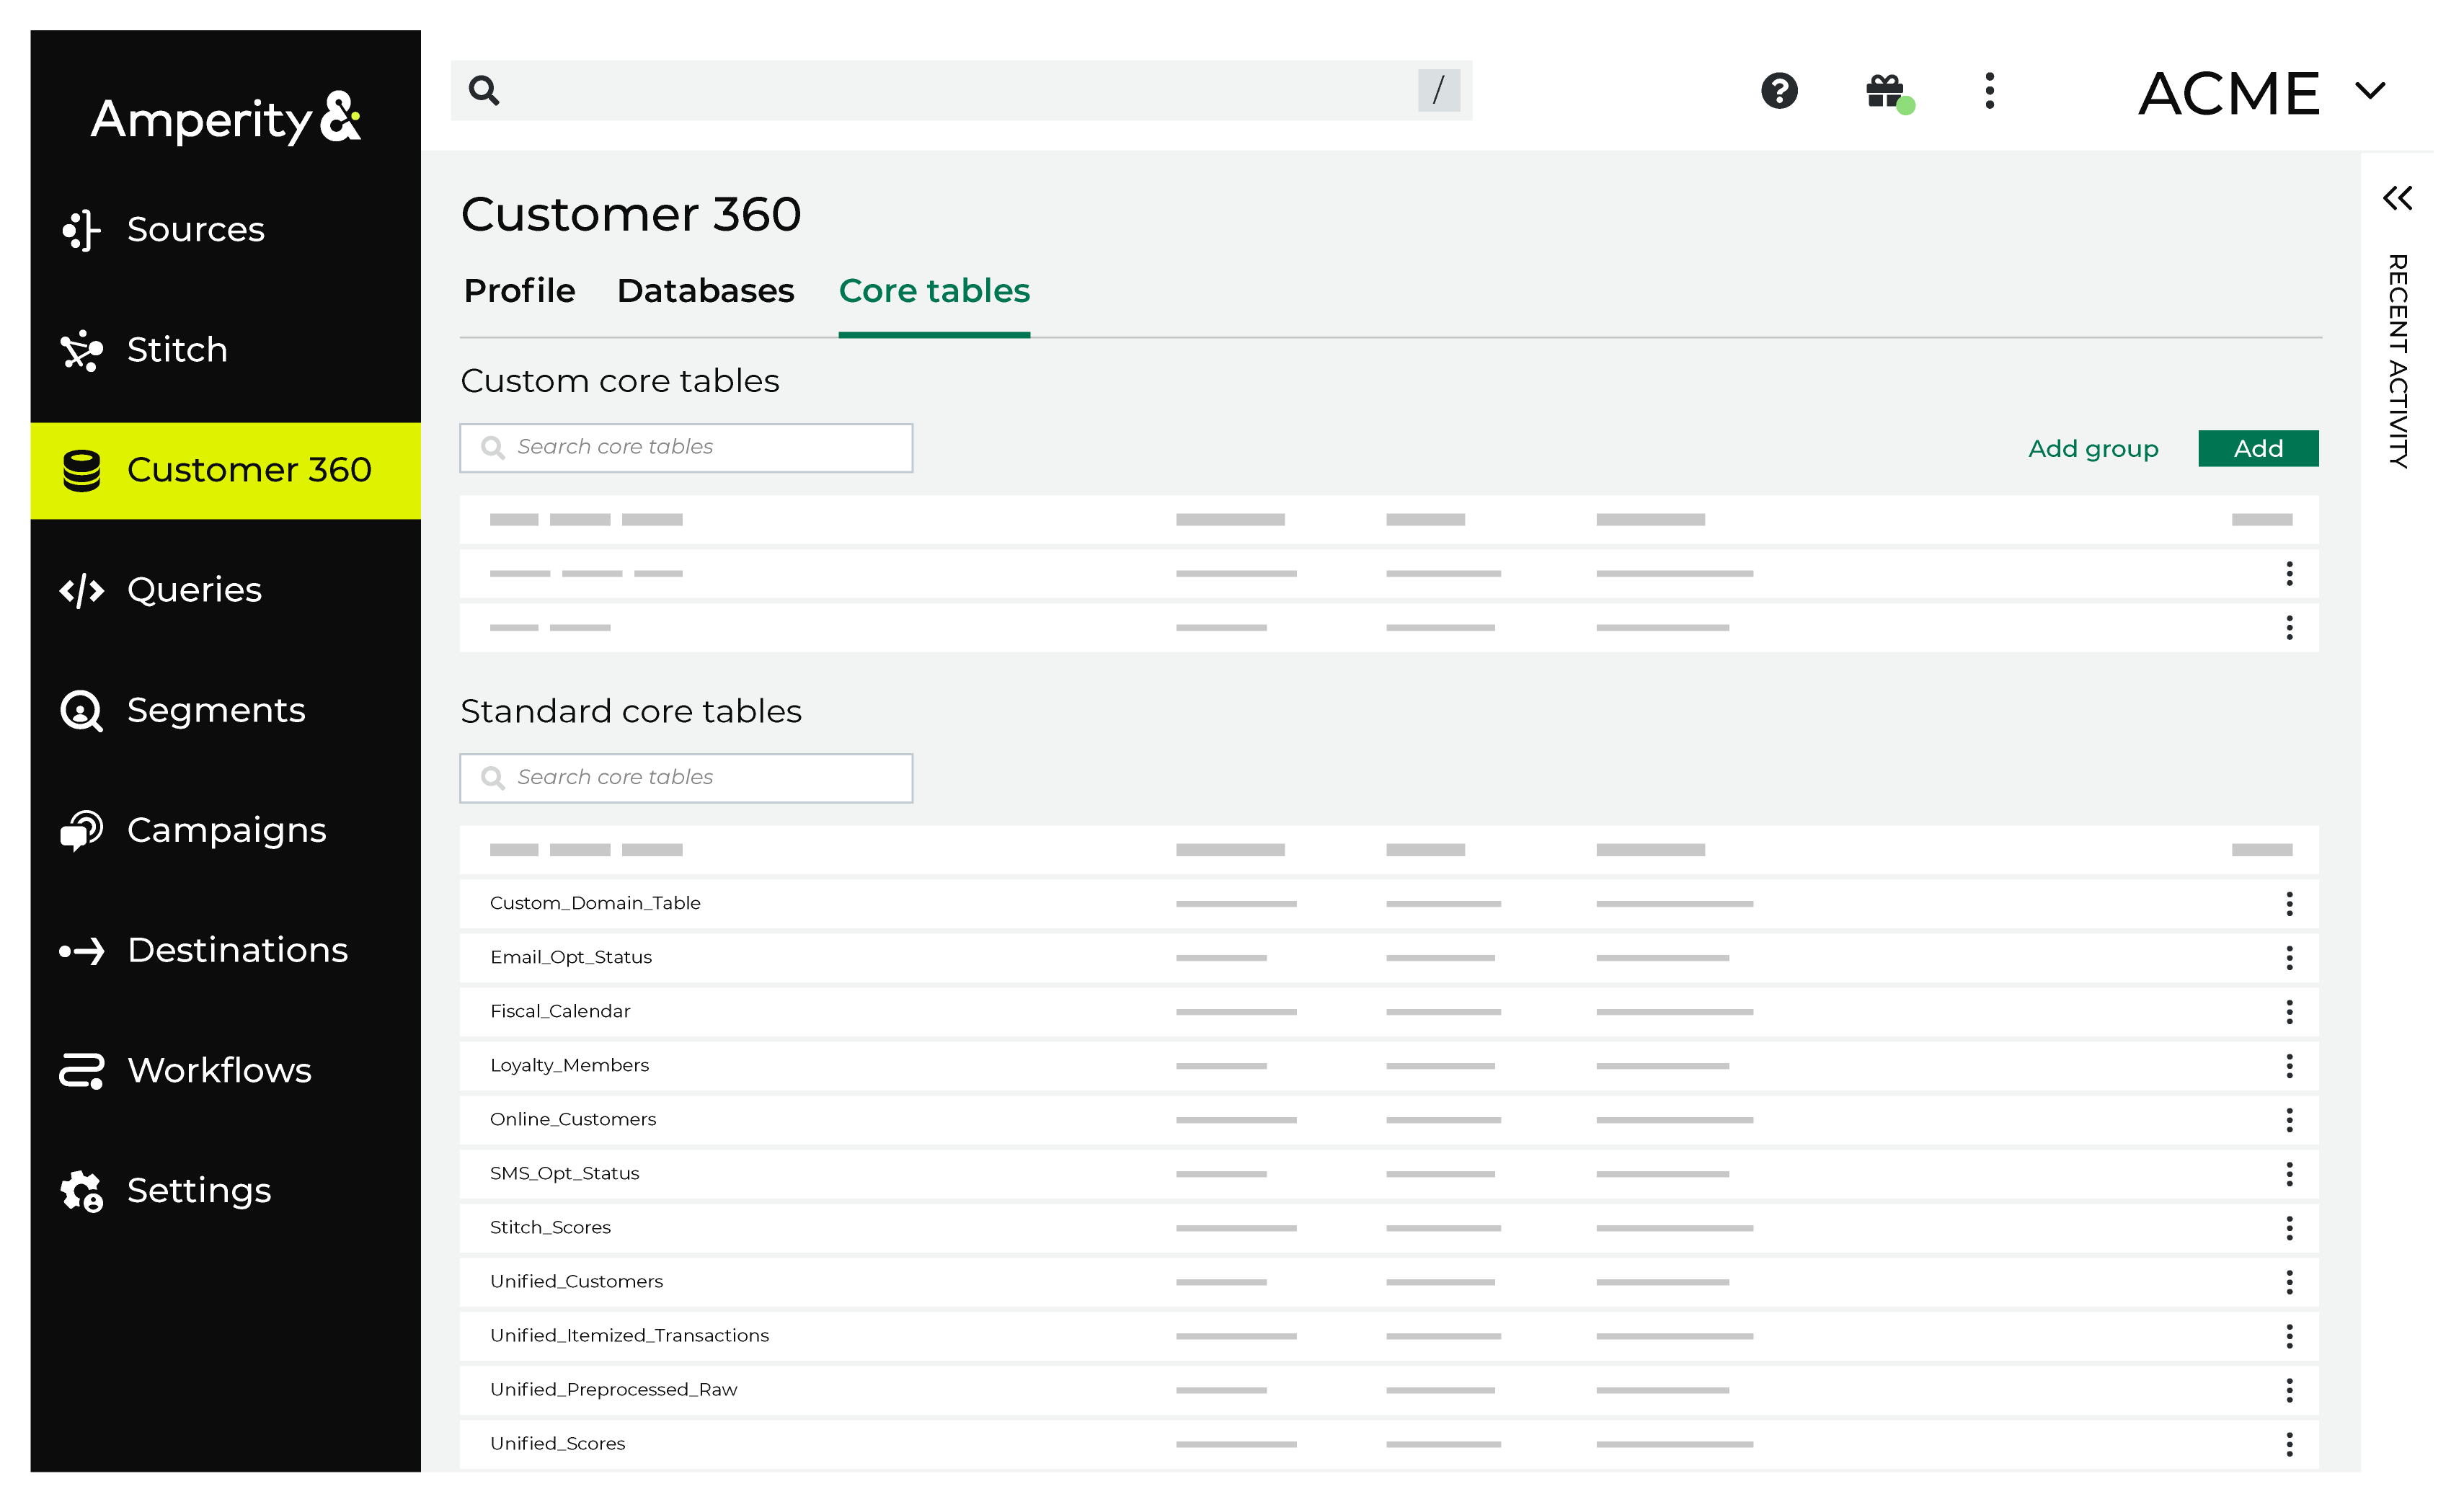 Amperity&
/
ACME
Sources
Stitch
Customer 360
Queries
Segments
Campaigns
Destinations
Workflows
Settings
Customer 360
Profile Databases Core tables
Custom core tables
Search core tables
Add group Add
Standard core tables
Search core tables
Custom_Domain_Table
Email_Opt_Status
Fiscal_Calendar
Loyalty_Members
Online_Customers
SMS_Opt_Status
Stitch_Scores
Unified_Customers
Unified_Itemized_Transactions
Unified_Preprocessed_Raw
Unified_Scores
RECENT ACTIVITY